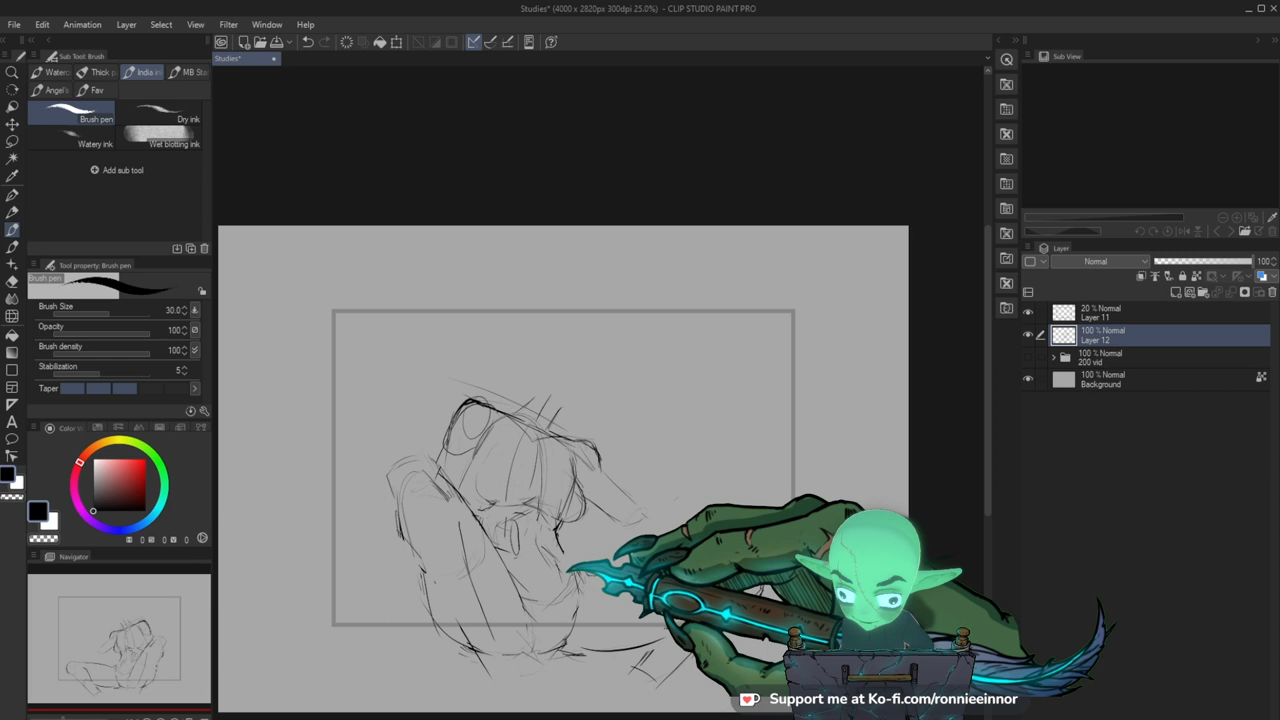 Studies* (4000 x 2820px 300dpi 25.0%) - CLIP STUDIO PAINT PRO
File Edit Animation Layer Select View Filter Window Help
Sub Tool: Brush
Studies*
Sub View
Thick p
India in
MB Sta
Angel's
Fav
Brush pen
Dry ink
Watery ink
Wet blotting ink
Add sub tool
Tool property: Brush pen
Brush pen
Brush Size 30.0
Opacity 100
Brush density 100
Stabilization 5
Taper
Color
Navigator
Layer
Normal 100
20 % Normal
Layer 11
100 % Normal
Layer 12
100 % Normal
200 vid
100 % Normal
Background
Support me at Ko-fi.com/ronnieeinnor